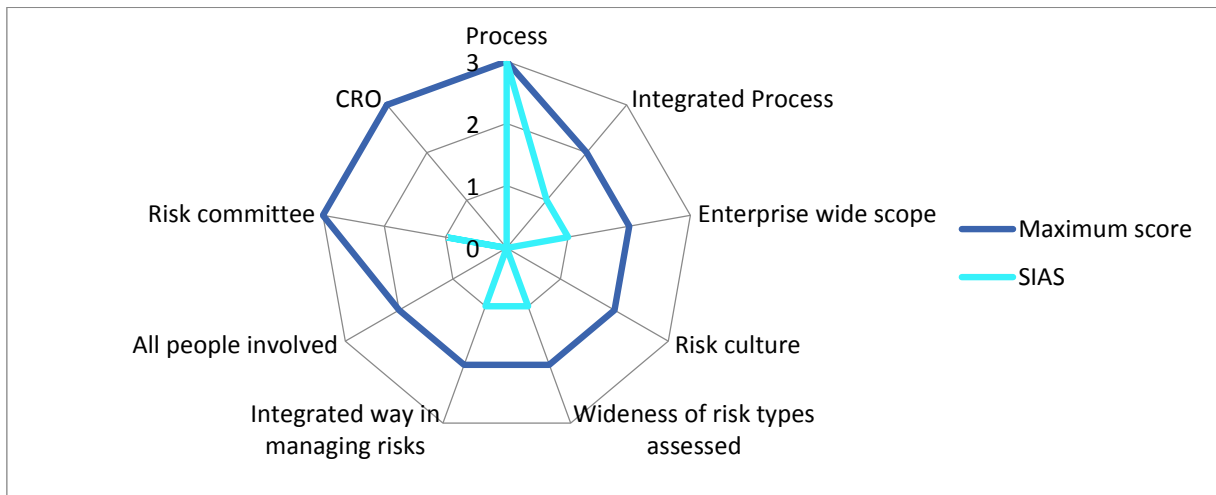 Process
3
2
1
0
Integrated Process
Enterprise wide scope
Risk culture
Wideness of risk types
assessed
Integrated way in
managing risks
All people involved
Risk committee
CRO
Maximum score
SIAS